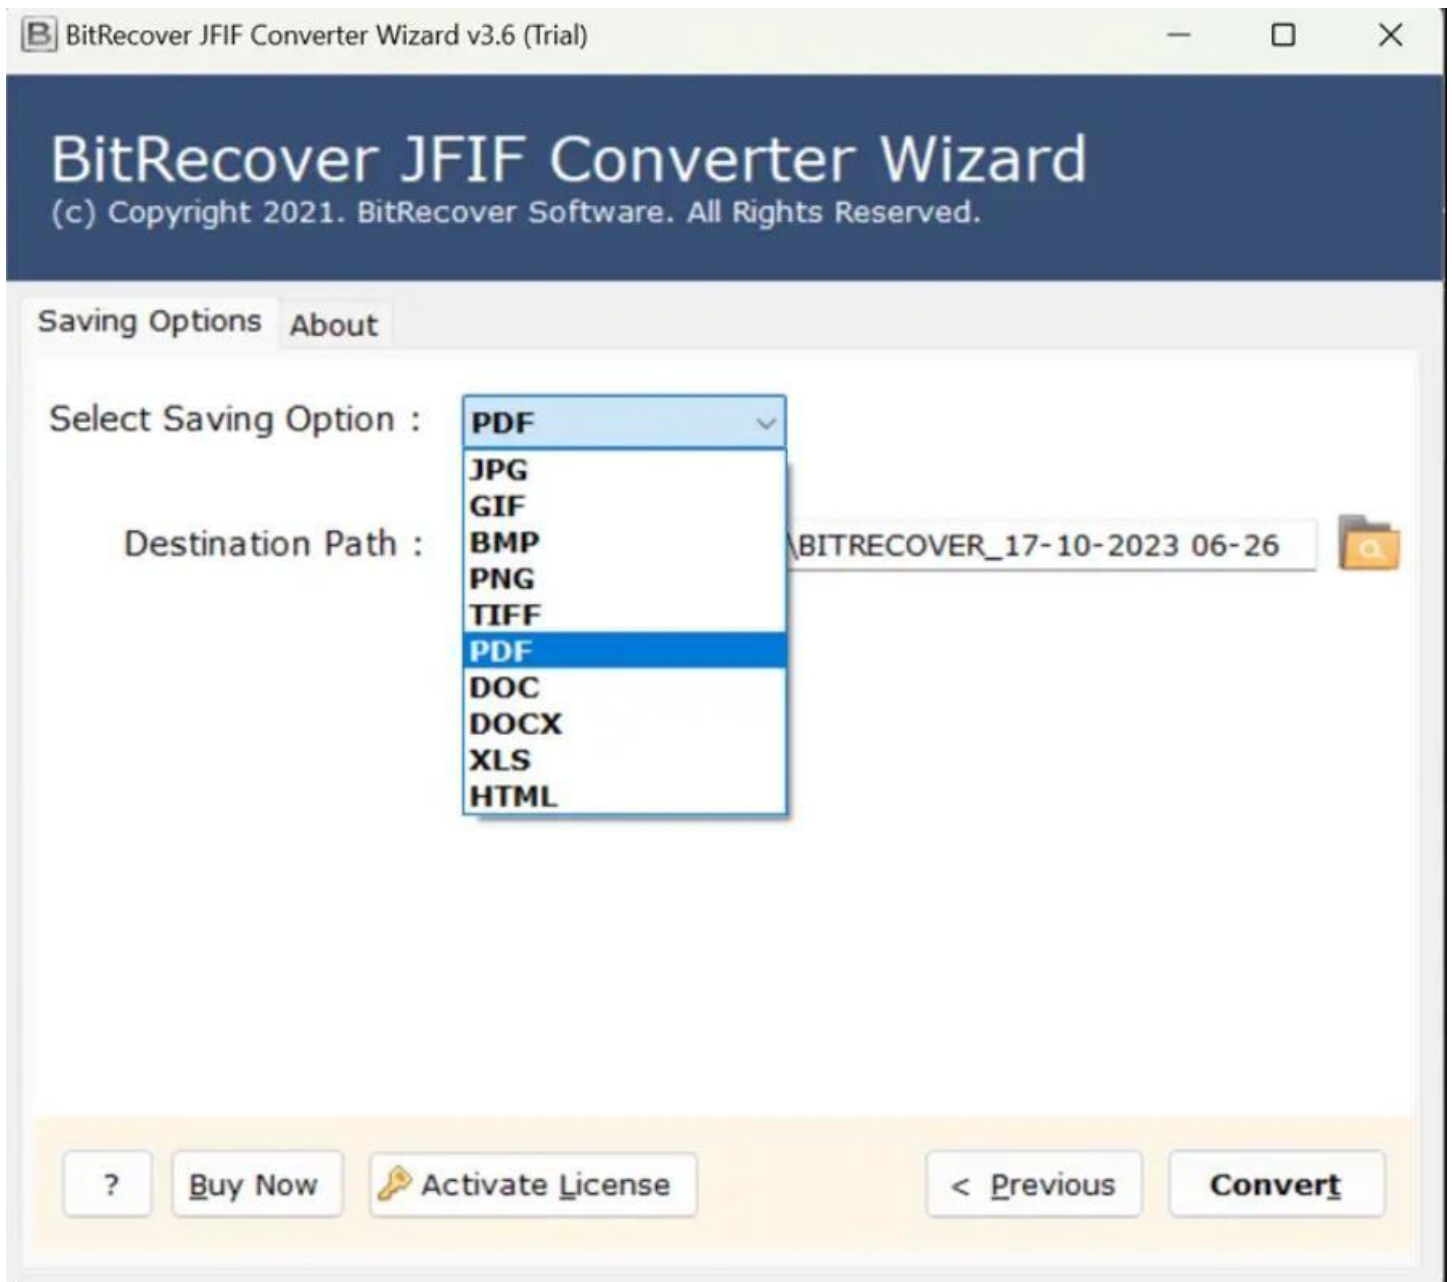 BitRecover JFIF Converter Wizard v3.6 (Trial)
BitRecover JFIF Converter Wizard
(c) Copyright 2021. BitRecover Software. All Rights Reserved.
Saving Options
About
Select Saving Option :
PDF
JPG
GIF
BMP
PNG
TIFF
PDF
DOC
DOCX
XLS
HTML
Destination Path :
\BITRECOVER_17-10-2023 06-26
?
Buy Now
Activate License
< Previous
Convert